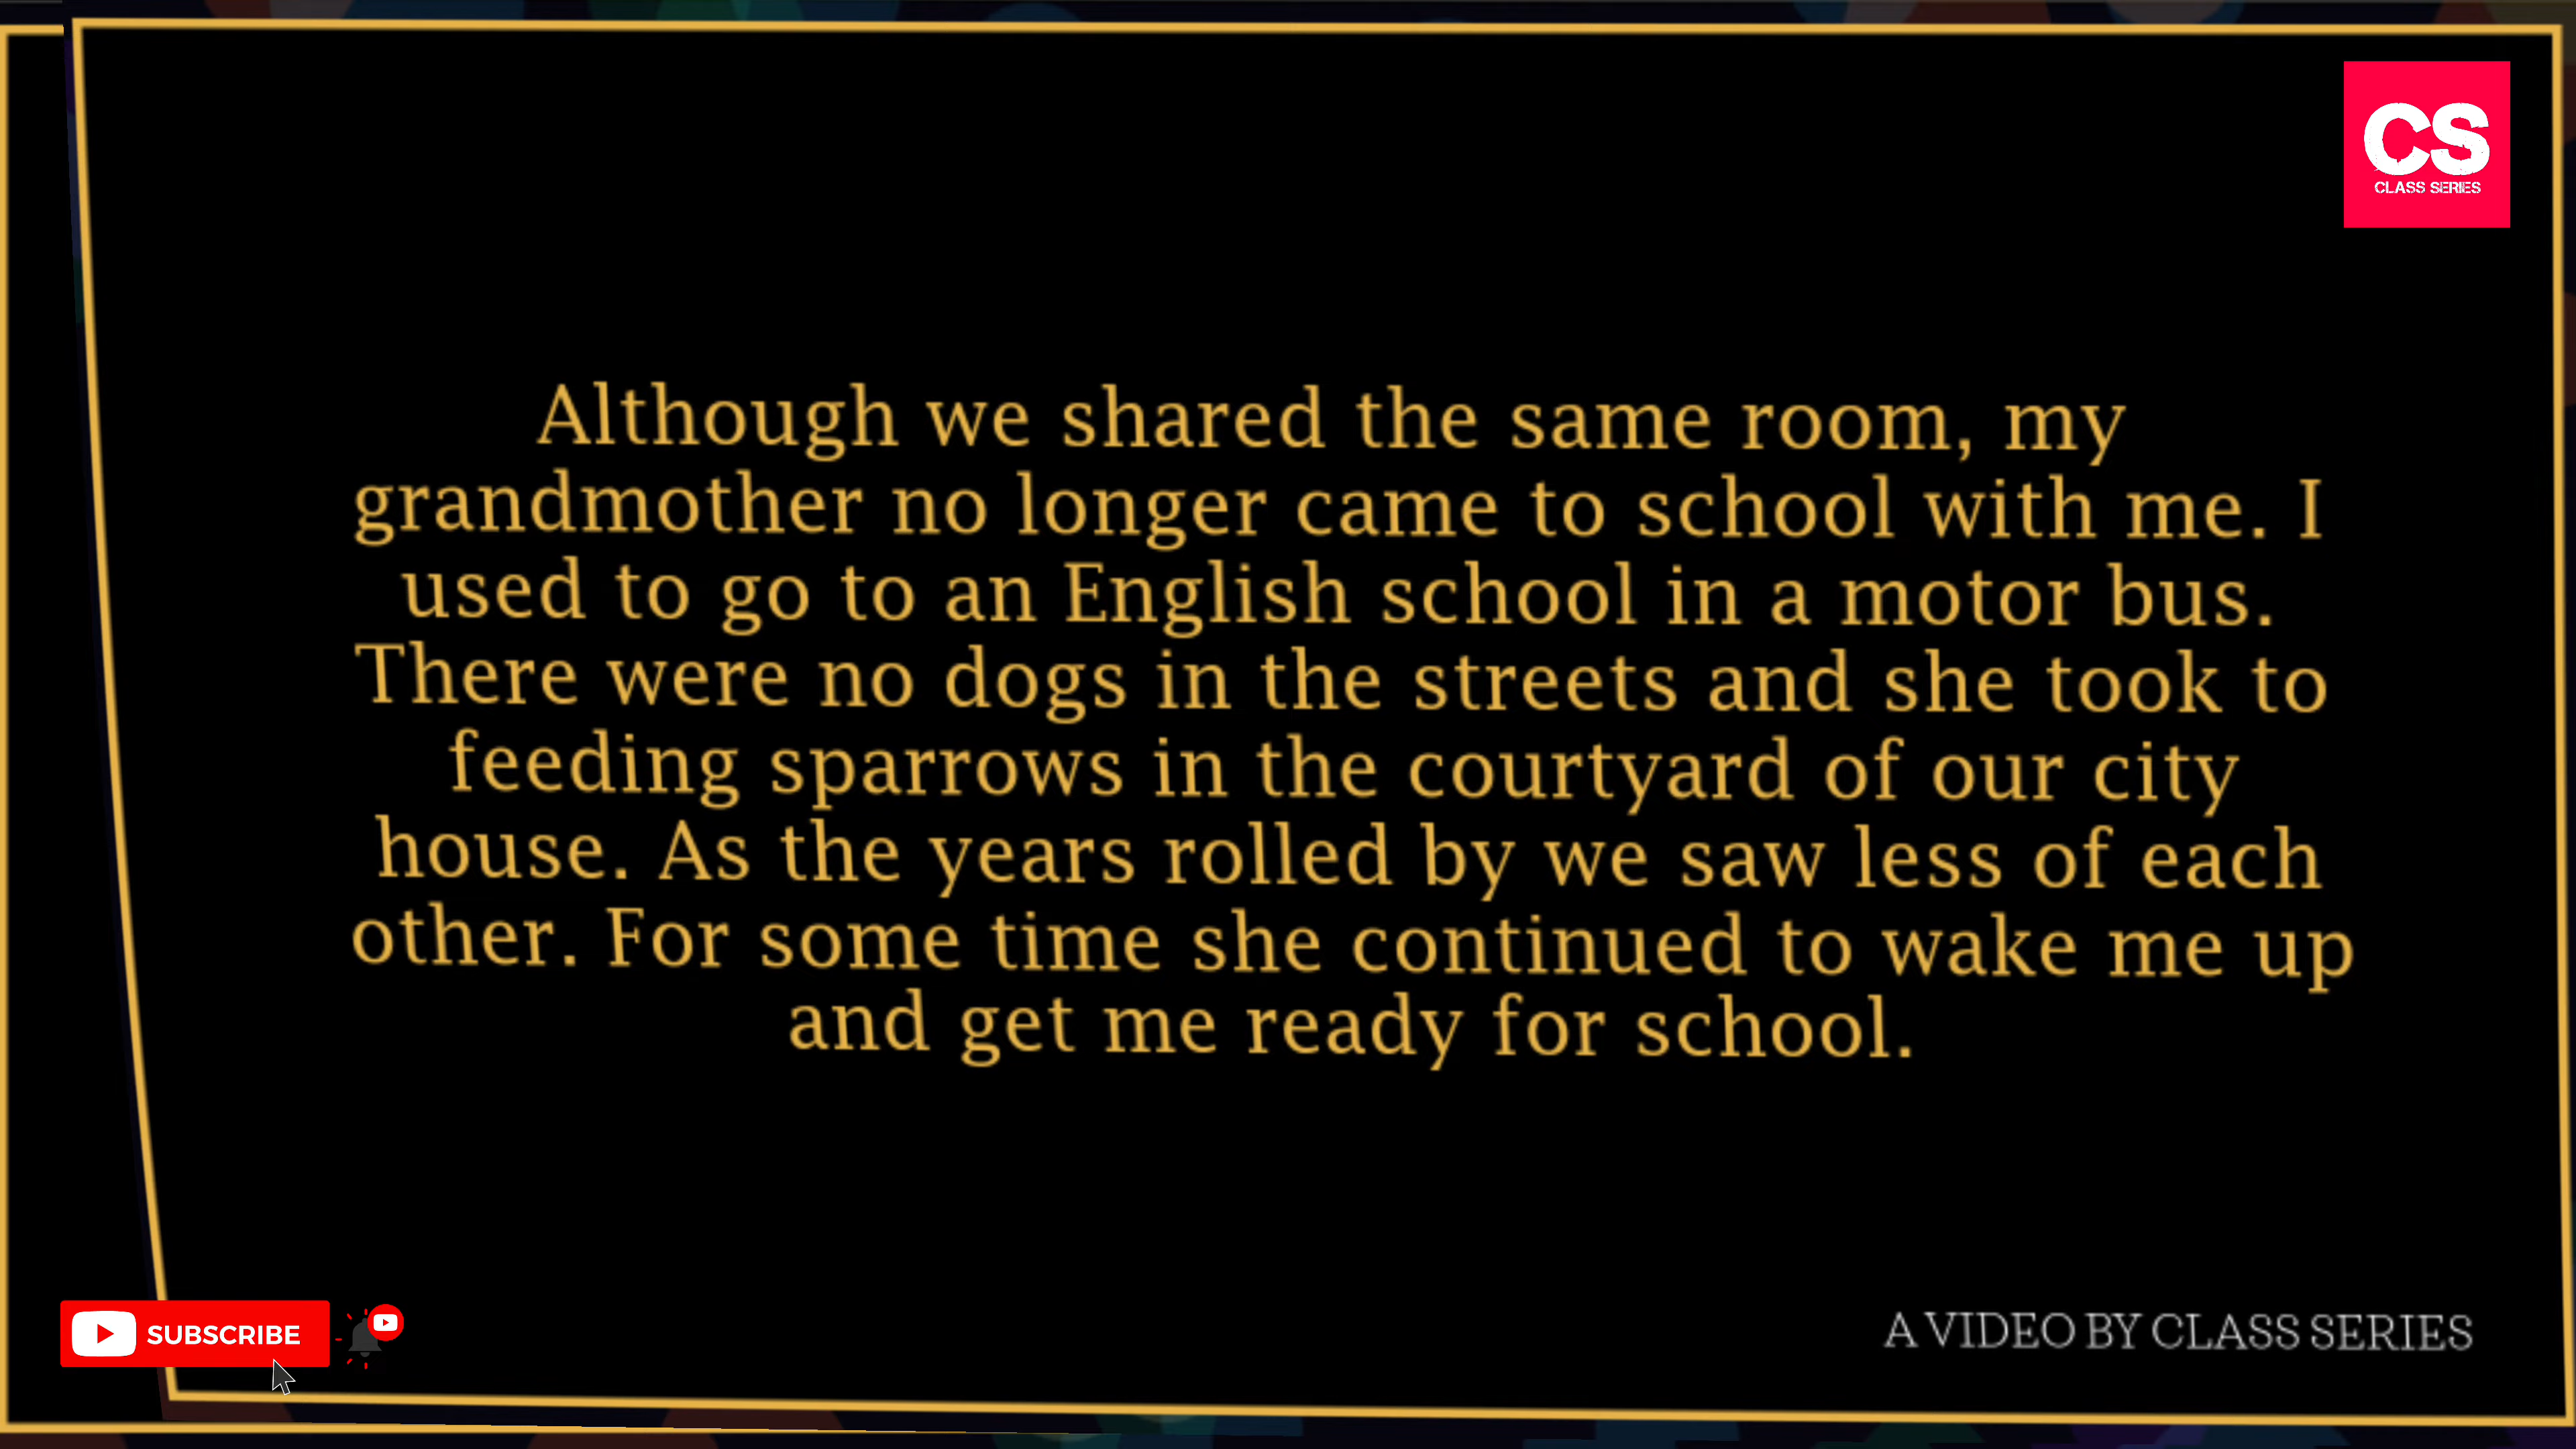 CS
CLASS SERIES
Although we shared the same room, my
grandmother no longer came to school with me. I
used to go to an English school in a motor bus.
There were no dogs in the streets and she took to
feeding sparrows in the courtyard of our city
house. As the years rolled by we saw less of each
other. For some time she continued to wake me up
and get me ready for school.
SUBSCRIBE
A VIDEO BY CLASS SERIES